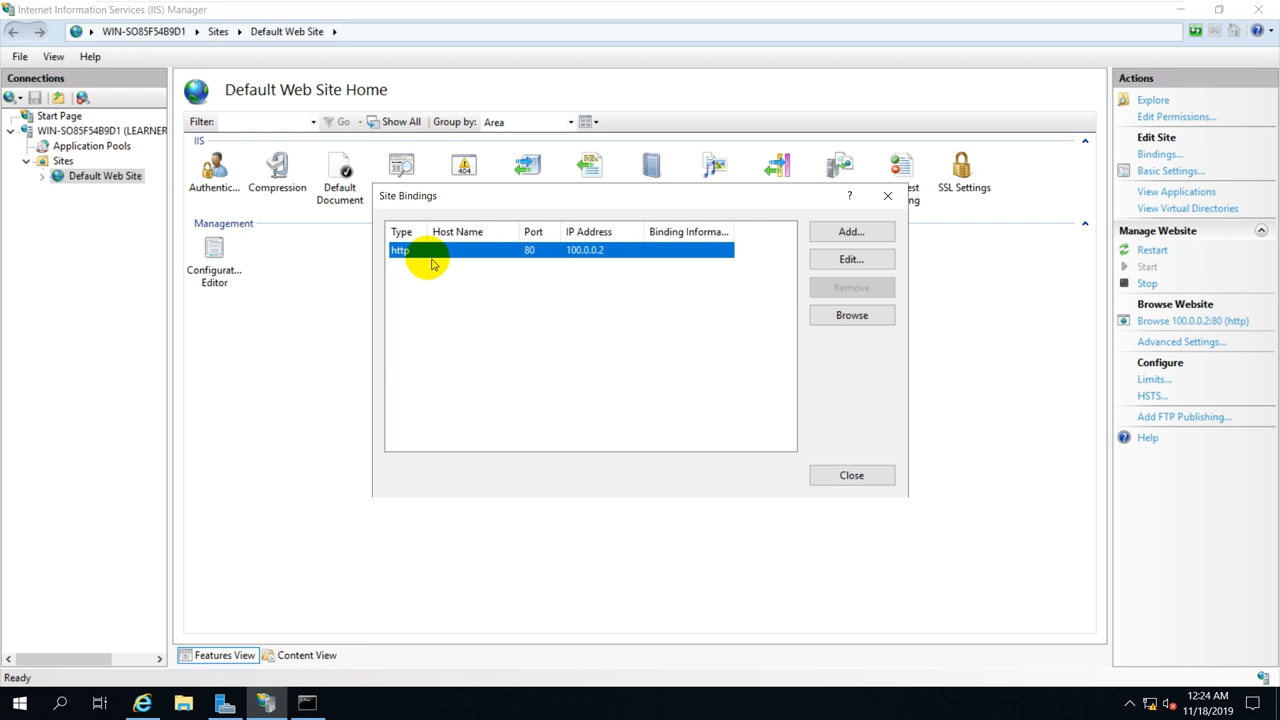 Internet Information Services (IIS) Manager
WIN-SO85F54B9D1
Sites
Default Web Site
File
View
Help
Connections
Start Page
WIN-SO85F54B9D1 (LEARNER
Application Pools
Sites
Default Web Site
Default Web Site Home
Filter:
Go
Show All
Group by:
Area
IIS
Authentic...
Compression
Default
Document
404
SSL Settings
Management
Configurat...
Editor
Site Bindings
?
Type
Host Name
Port
IP Address
Binding Informa...
http
80
100.0.0.2
Add...
Edit...
Remove
Browse
Close
Actions
Explore
Edit Permissions...
Edit Site
Bindings...
Basic Settings...
View Applications
View Virtual Directories
Manage Website
Restart
Start
Stop
Browse Website
Browse 100.0.0.2:80 (http)
Advanced Settings...
Configure
Limits...
HSTS...
Add FTP Publishing...
Help
Features View
Content View
Ready
12:24 AM
11/18/2019